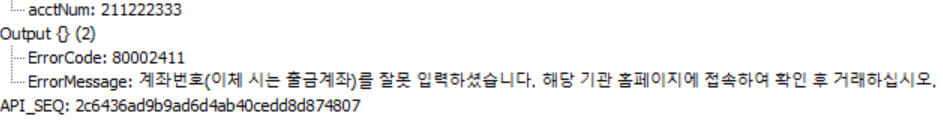 acctNum: 211222333
Output {} (2)
ErrorCode: 80002411
ErrorMessage: 계좌번호(이체 시는 출금계좌)를 잘못 입력하셨습니다. 해당 기관 홈페이지에 접속하여 확인 후 거래하십시오.
API_SEQ: 2c6436ad9b9ad6d4ab40cedd8d874807